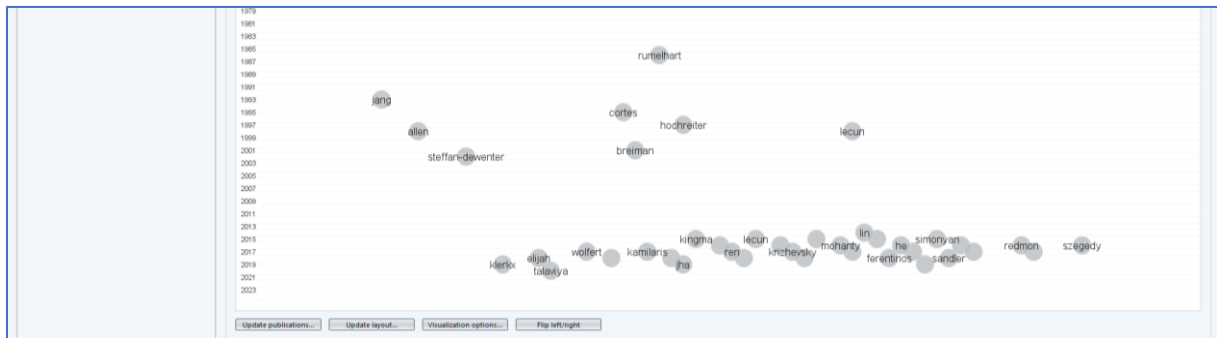 1979
1981
1983
1985
rumelhart
1987
1989
1991
1993
jang
1995
cortes
1997
hochreiter
allen
lecun
1999
2001
breiman
steffan-dewenter
2003
2005
2007
2009
2011
2013
lin
2015
kingma
lecun
simonyan
mohanty
he
redmon
szegedy
2017
wolfert
kamilaris
ren
krizhevsky
elijah
ferentinos
sandler
2019
klerkx
jha
talaviya
2021
2023
Update publications...
Update layout...
Visualization options...
Flip left/right